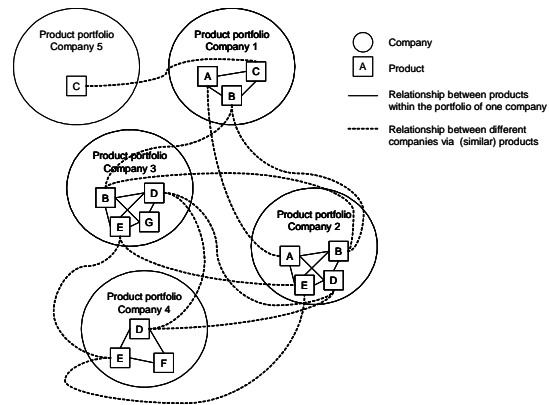 Product portfolio
Company 5
C
Product portfolio
Company 1
A
C
B
Company
A
Product
Relationship between products
within the portfolio of one company
Relationship between different
companies via (similar) products
Product portfolio
Company 3
B
D
E
G
Product portfolio
Company 2
A
B
E
D
Product portfolio
Company 4
D
E
F